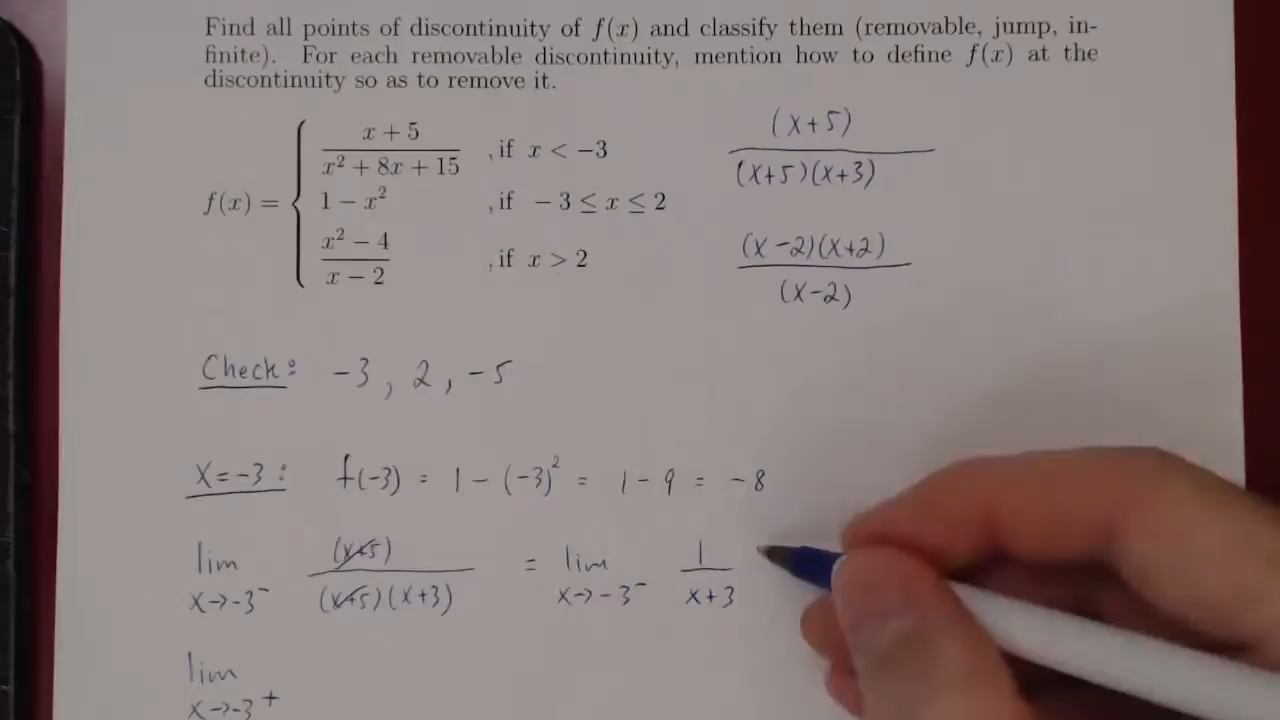 Find all points of discontinuity of f(x) and classify them (removable, jump, in-
finite). For each removable discontinuity, mention how to define f(x) at the
discontinuity so as to remove it.
f(x) = { (x + 5)/(x² + 8x + 15) , if x < −3
1 − x² , if − 3 ≤ x ≤ 2
(x² − 4)/(x − 2) , if x > 2
(x+5)
(x+5)(x+3)
(x-2)(x+2)
(x-2)
Check: -3, 2, -5
x=-3: f(-3) = 1-(-3)² = 1-9 = -8
lim x→-3⁻ (x+5)/((x+5)(x+3)) = lim x→-3⁻ 1/(x+3)
lim x→-3⁺